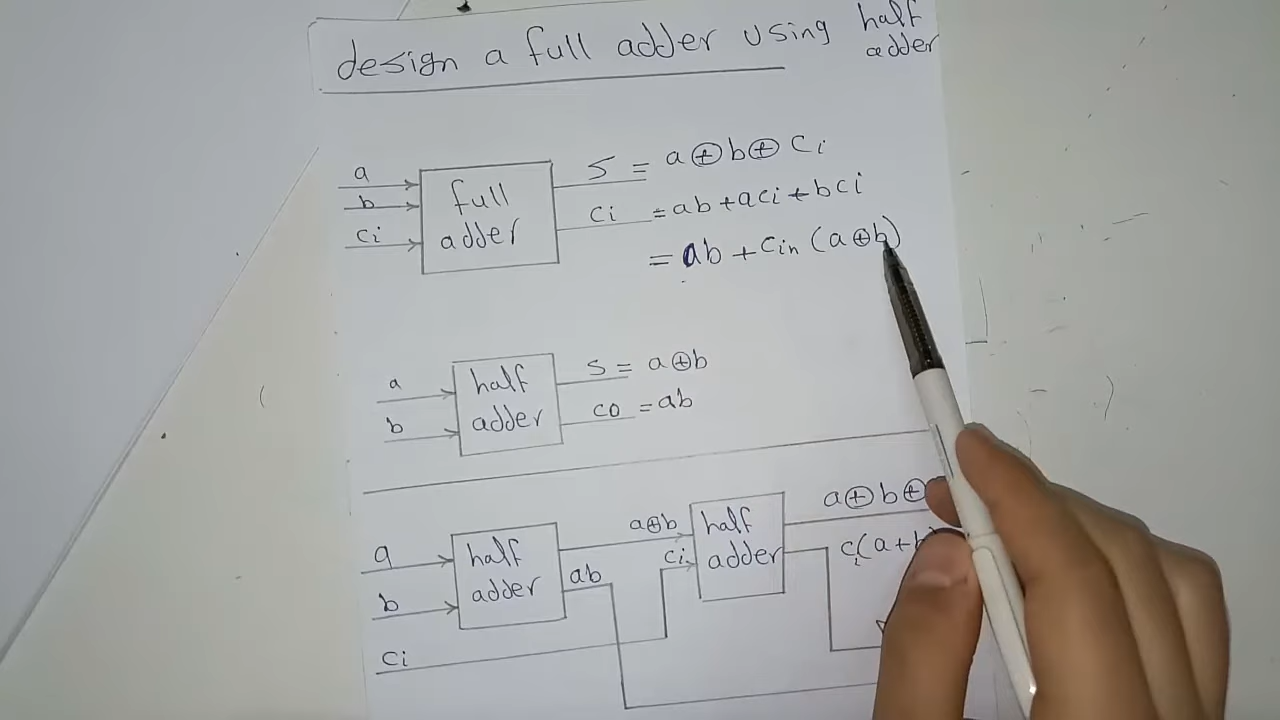 design a full adder using half adder
a
b
ci
full adder
S = a⊕b⊕ci
ci = ab+aci+bci
= ab+cin(a⊕b)
a
b
half adder
S = a⊕b
co = ab
a
b
ci
half adder
a⊕b
ab
ci
half adder
a⊕b⊕
ci(a+b